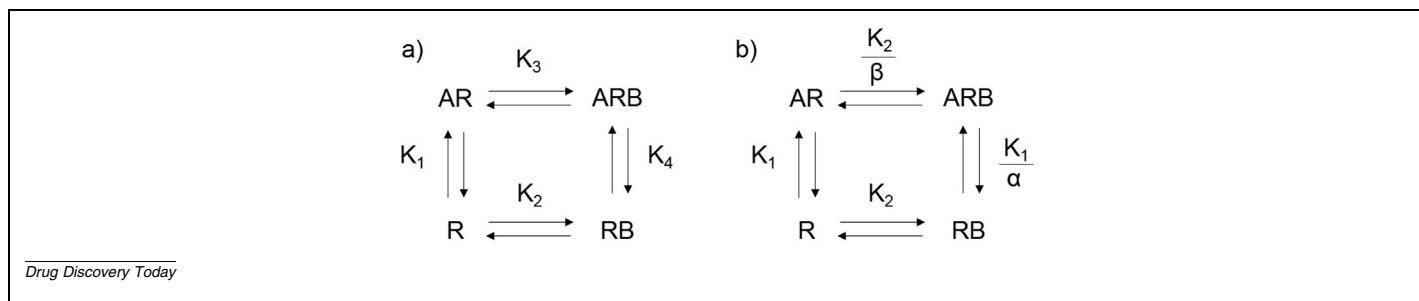 a)
K3
AR ARB
K1 K4
K2
R RB
b)
K2
β
AR ARB
K1 K1
α
K2
R RB
Drug Discovery Today